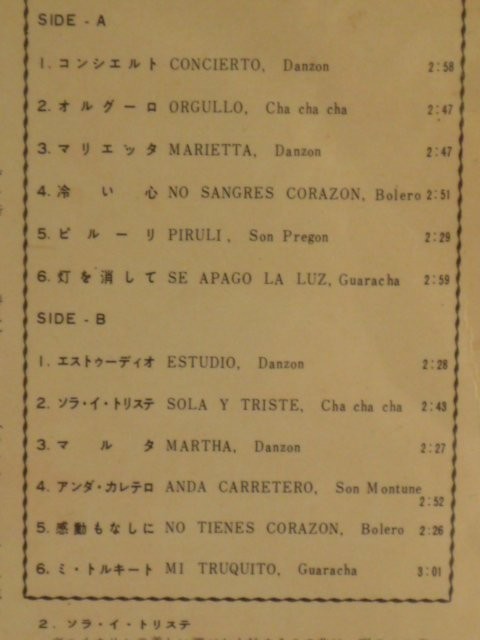 SIDE - A
1. コンシエルト CONCIERTO, Danzon 2:58
2. オルグーロ ORGULLO, Cha cha cha 2:47
3. マリエッタ MARIETTA, Danzon 2:47
4. 冷い心 NO SANGRES CORAZON, Bolero 2:51
5. ピルーリ PIRULI, Son Pregon 2:29
6. 灯を消して SE APAGO LA LUZ, Guaracha 2:59
SIDE - B
1. エストゥーディオ ESTUDIO, Danzon 2:28
2. ソラ・イ・トリステ SOLA Y TRISTE, Cha cha cha 2:43
3. マルタ MARTHA, Danzon 2:27
4. アンダ・カレテロ ANDA CARRETERO, Son Montune
2:52
5. 感動もなしに NO TIENES CORAZON, Bolero 2:26
6. ミ・トルキート MI TRUQUITO, Guaracha 3:01
2. ソラ・イ・トリステ